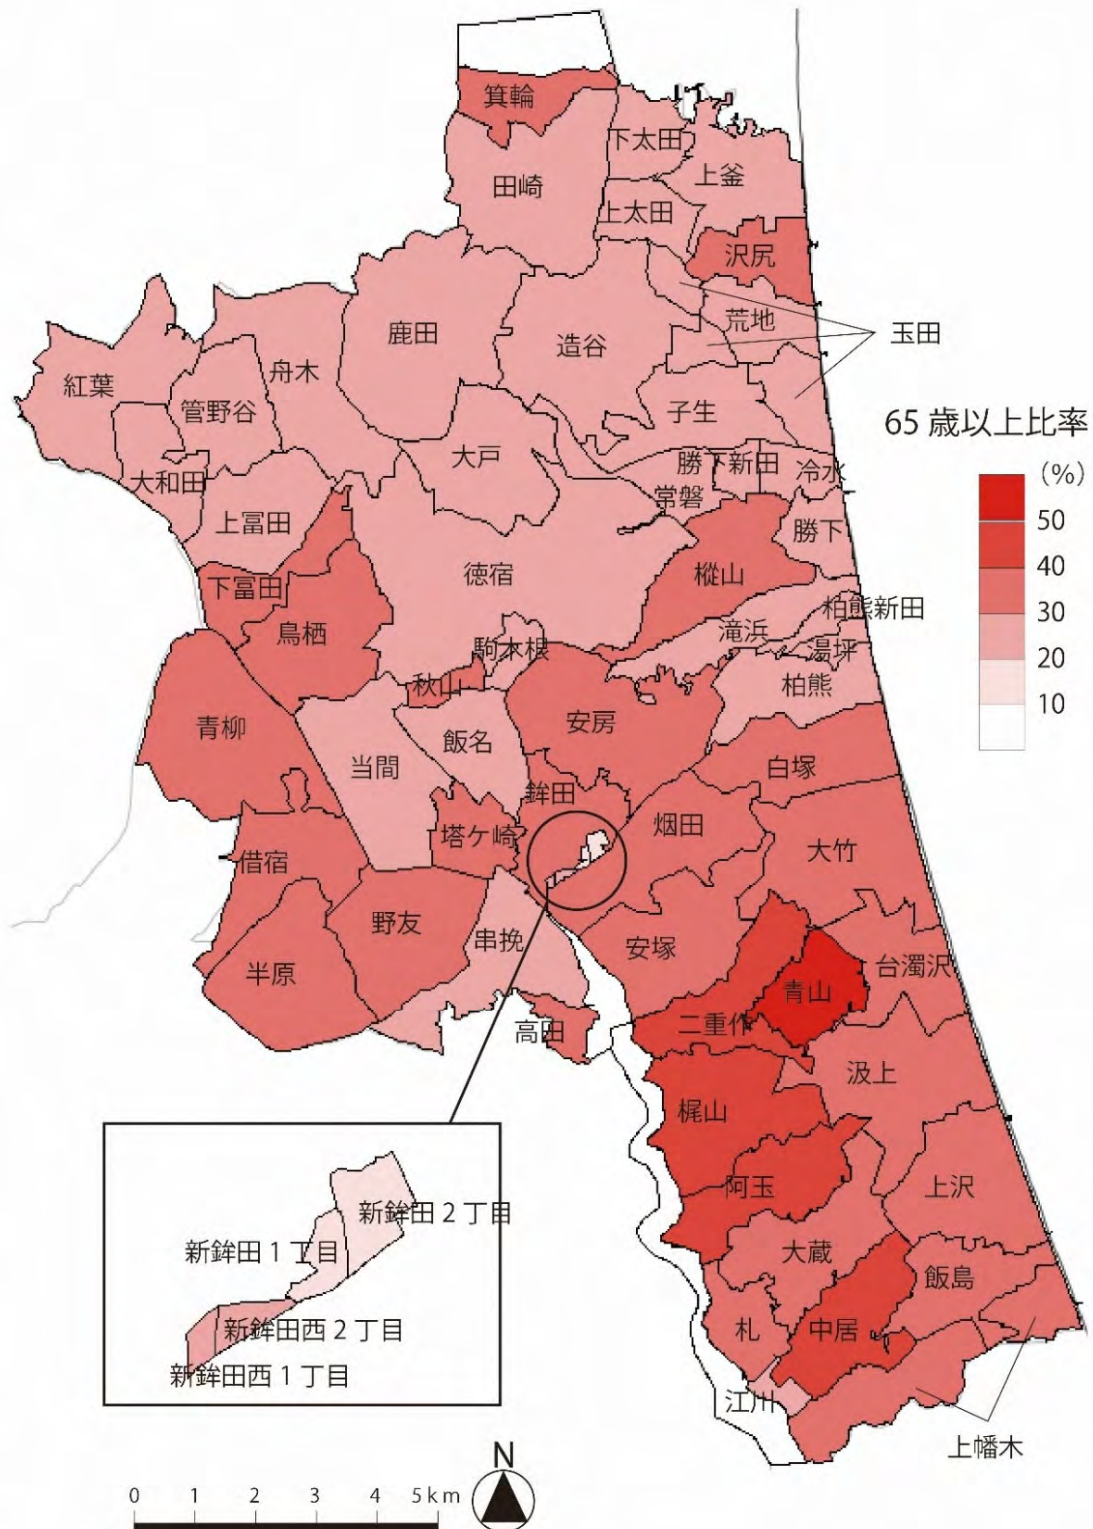 箕輪
下太田
上釜
田崎
上太田
沢尻
荒地
玉田
鹿田
造谷
舟木
紅葉
管野谷
子生
大戸
勝下新田
冷水
大和田
常磐
上冨田
勝下
徳宿
樅山
下富田
柏熊新田
鳥栖
滝浜
駒木根
湯坪
秋山
柏熊
青柳
安房
飯名
当間
白塚
鉾田
烟田
塔ケ崎
大竹
借宿
野友
串挽
安塚
半原
台濁沢
青山
高田
二重作
汲上
梶山
阿玉
上沢
大蔵
飯島
札
中居
江川
上幡木
65 歳以上比率
(%)
50
40
30
20
10
新鉾田 2 丁目
新鉾田 1 丁目
新鉾田西 2 丁目
新鉾田西 1 丁目
N
0 1 2 3 4 5 km